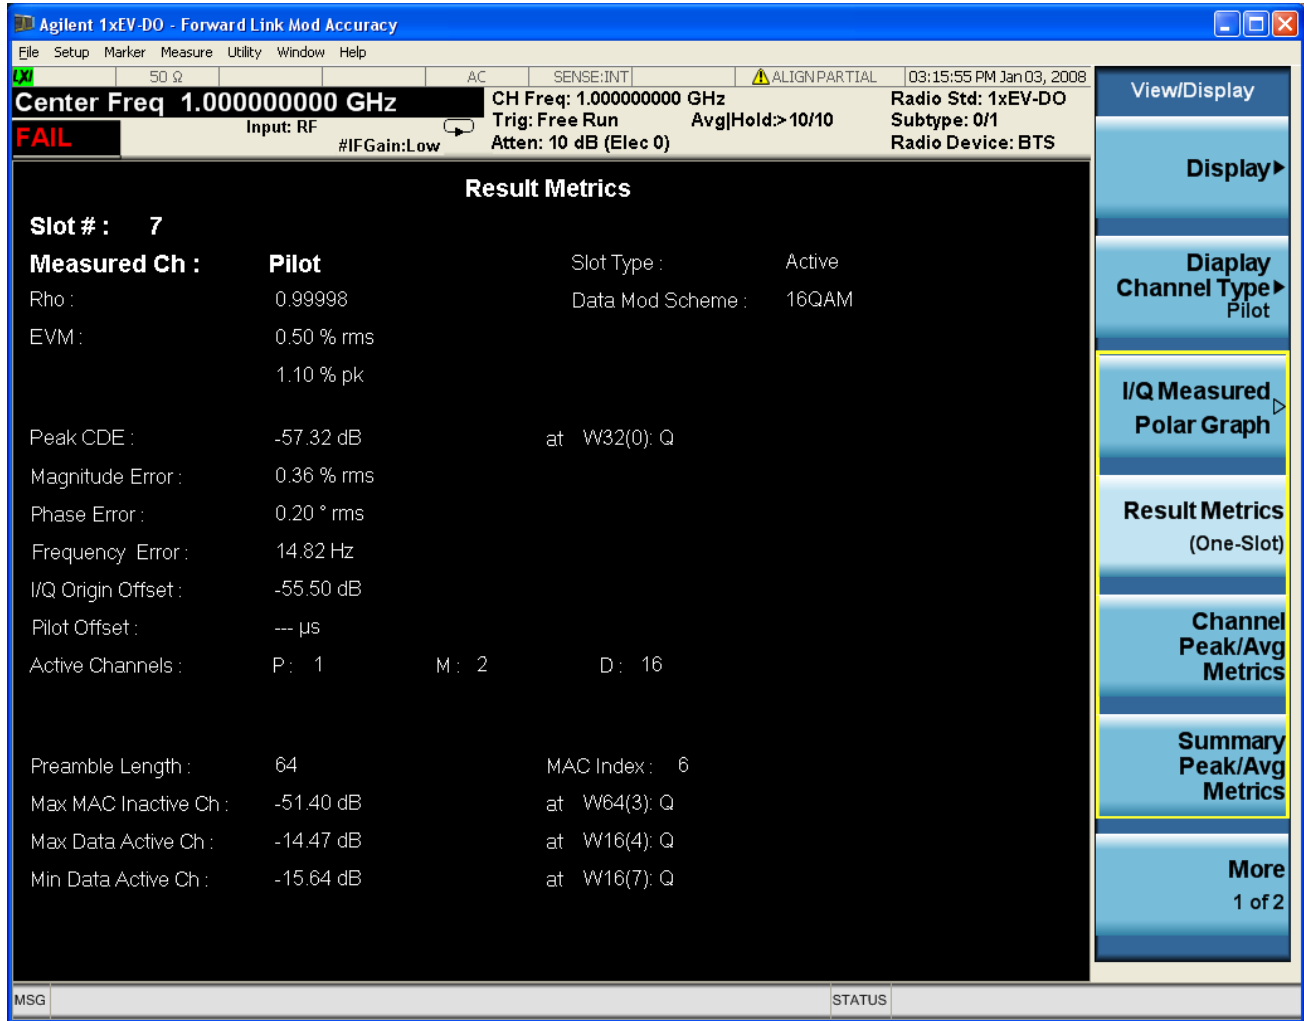 Agilent 1xEV-DO - Forward Link Mod Accuracy
File Setup Marker Measure Utility Window Help
LXI 50 Ω AC SENSE:INT ALIGN PARTIAL 03:15:55 PM Jan 03, 2008
Center Freq 1.000000000 GHz
CH Freq: 1.000000000 GHz
Radio Std: 1xEV-DO
Input: RF
Trig: Free Run Avg|Hold:>10/10
Subtype: 0/1
FAIL
#IFGain:Low
Atten: 10 dB (Elec 0)
Radio Device: BTS
Result Metrics
Slot # : 7
Measured Ch : Pilot Slot Type : Active
Rho : 0.99998 Data Mod Scheme : 16QAM
EVM : 0.50 % rms
1.10 % pk
Peak CDE : -57.32 dB at W32(0): Q
Magnitude Error : 0.36 % rms
Phase Error : 0.20 ° rms
Frequency Error : 14.82 Hz
I/Q Origin Offset : -55.50 dB
Pilot Offset : --- µs
Active Channels : P : 1 M : 2 D : 16
Preamble Length : 64 MAC Index : 6
Max MAC Inactive Ch : -51.40 dB at W64(3): Q
Max Data Active Ch : -14.47 dB at W16(4): Q
Min Data Active Ch : -15.64 dB at W16(7): Q
View/Display
Display
Diaplay
Channel Type
Pilot
I/Q Measured
Polar Graph
Result Metrics
(One-Slot)
Channel
Peak/Avg
Metrics
Summary
Peak/Avg
Metrics
More
1 of 2
MSG STATUS